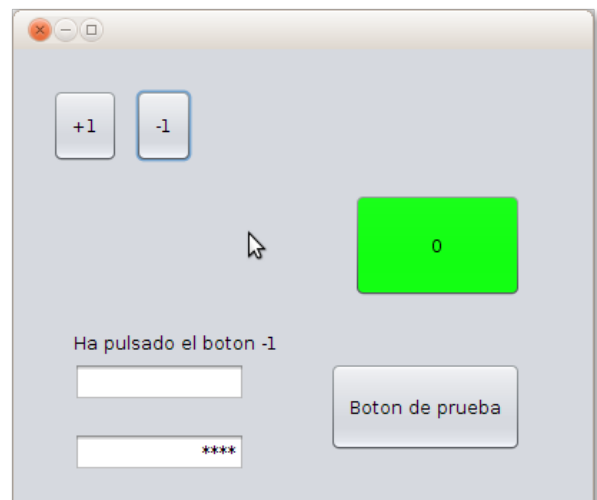 +1
-1
0
Ha pulsado el boton -1
Boton de prueba
****